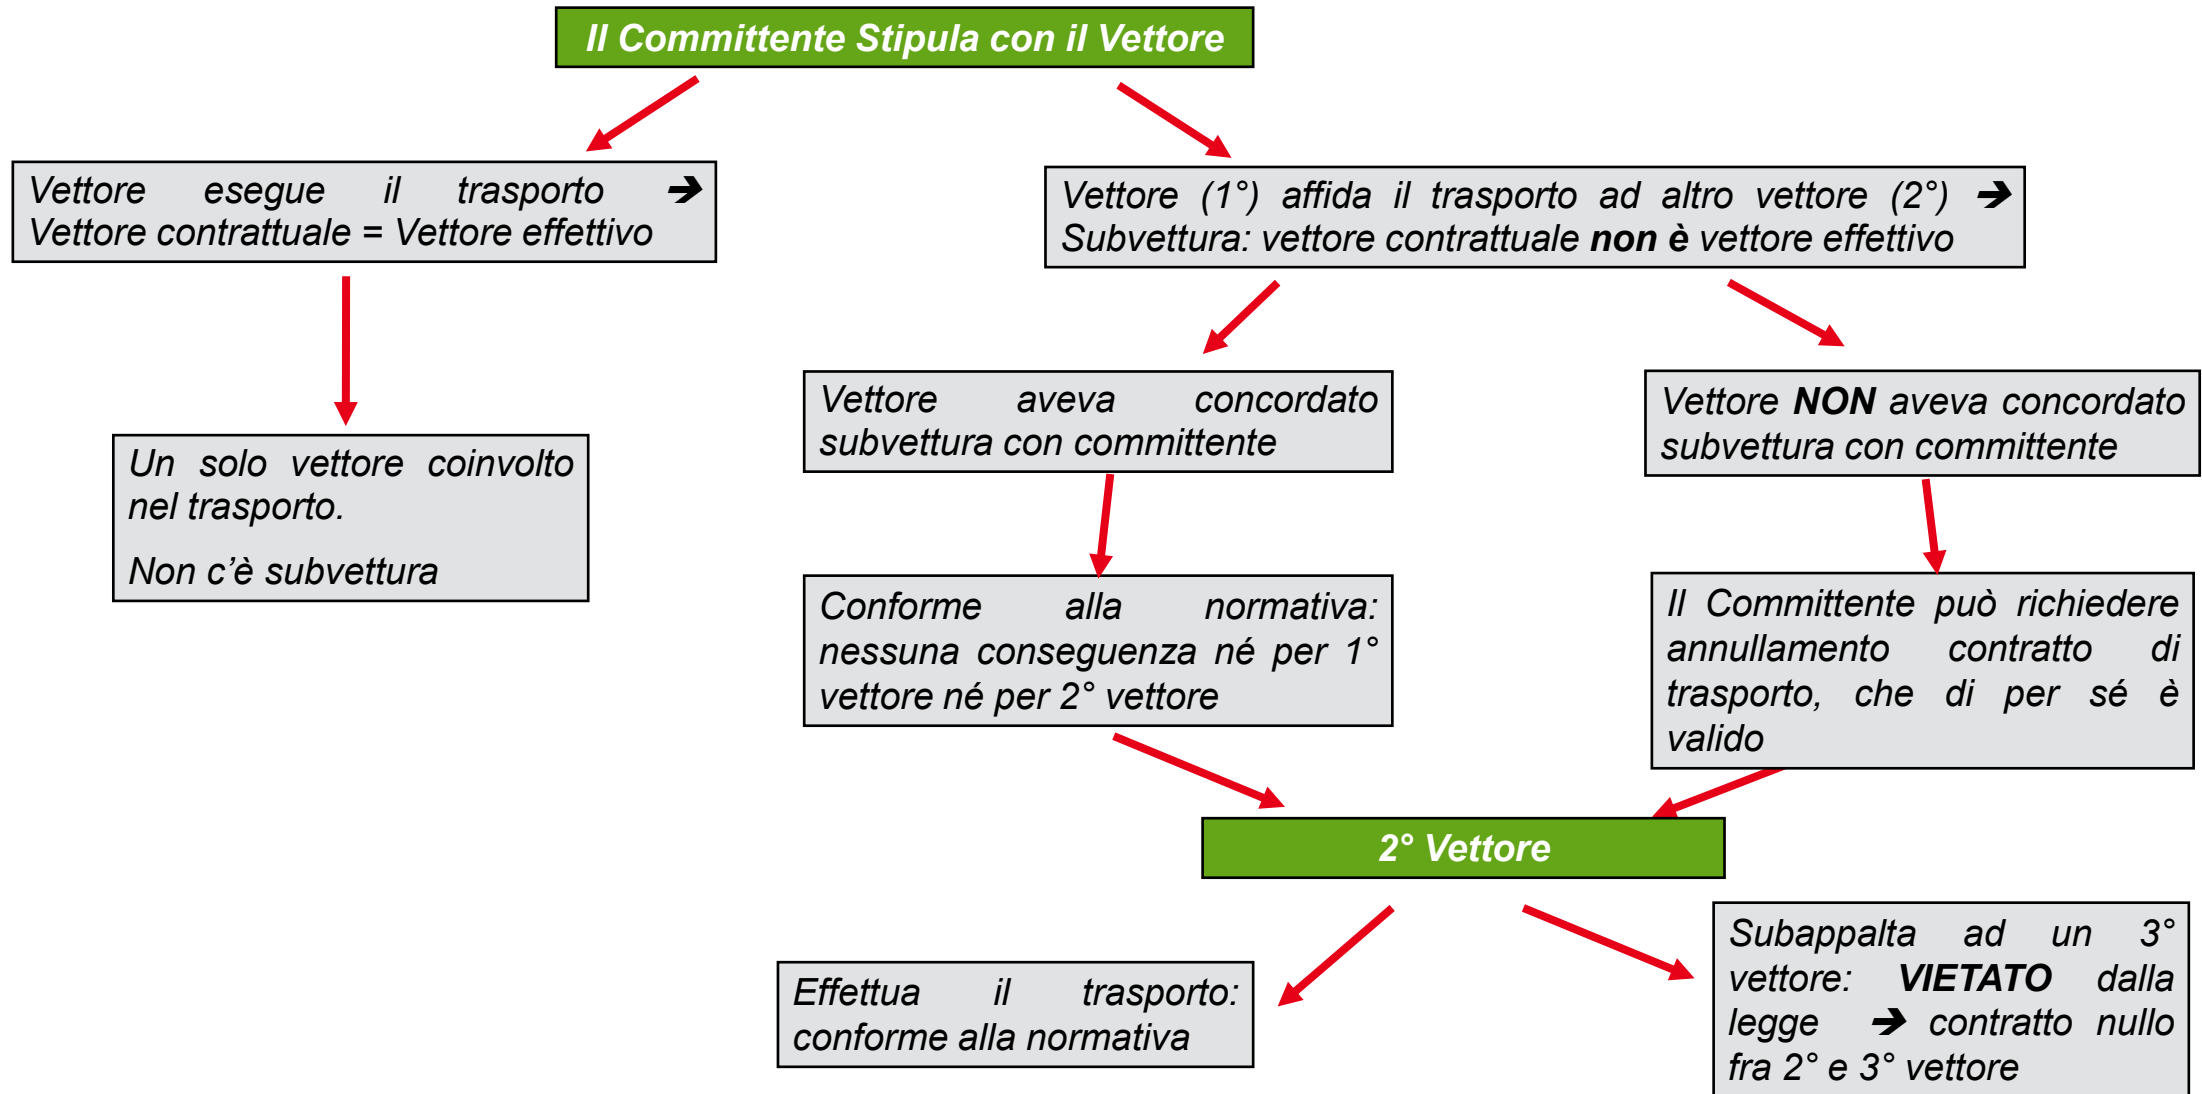 Il Committente Stipula con il Vettore
Vettore esegue il trasporto ➔
Vettore contrattuale = Vettore effettivo
Vettore (1°) affida il trasporto ad altro vettore (2°) ➔
Subvettura: vettore contrattuale non è vettore effettivo
Un solo vettore coinvolto
nel trasporto.
Non c’è subvettura
Vettore aveva concordato
subvettura con committente
Vettore NON aveva concordato
subvettura con committente
Conforme alla normativa:
nessuna conseguenza né per 1°
vettore né per 2° vettore
Il Committente può richiedere
annullamento contratto di
trasporto, che di per sé è
valido
2° Vettore
Effettua il trasporto:
conforme alla normativa
Subappalta ad un 3°
vettore: VIETATO dalla
legge ➔ contratto nullo
fra 2° e 3° vettore